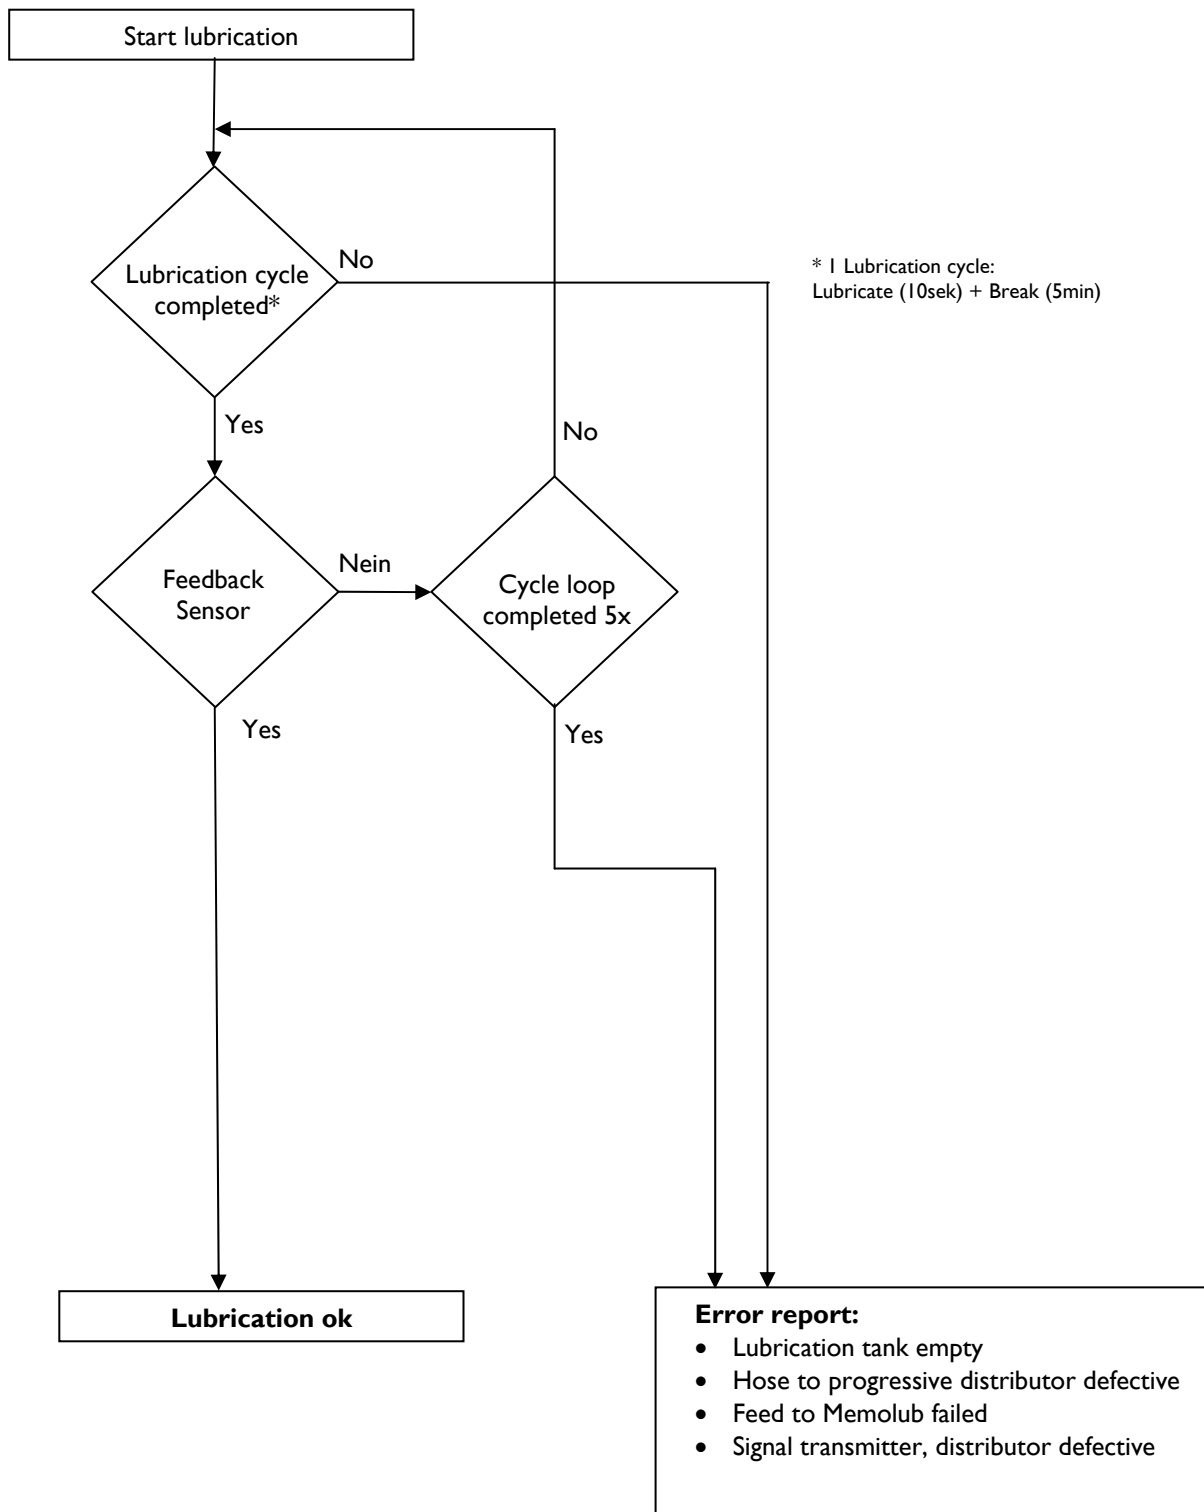 Start lubrication
No
Lubrication cycle
completed*
* 1 Lubrication cycle:
Lubricate (10sek) + Break (5min)
Yes
No
Feedback
Sensor
Nein
Cycle loop
completed 5x
Yes
Yes
Lubrication ok
Error report:
• Lubrication tank empty
• Hose to progressive distributor defective
• Feed to Memolub failed
• Signal transmitter, distributor defective